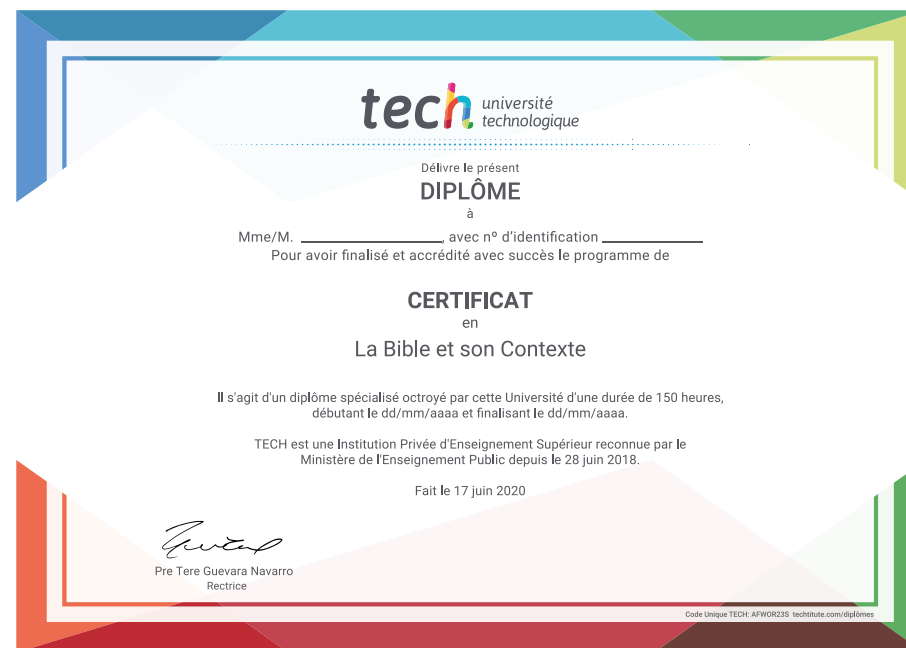 tech université
technologique
Délivre le présent
DIPLÔME
à
Mme/M. ____________________, avec nº d'identification ______________
Pour avoir finalisé et accrédité avec succès le programme de
CERTIFICAT
en
La Bible et son Contexte
Il s'agit d'un diplôme spécialisé octroyé par cette Université d'une durée de 150 heures,
débutant le dd/mm/aaaa et finalisant le dd/mm/aaaa.
TECH est une Institution Privée d'Enseignement Supérieur reconnue par le
Ministère de l'Enseignement Public depuis le 28 juin 2018.
Fait le 17 juin 2020
Pre Tere Guevara Navarro
Rectrice
Code Unique TECH: AFWOR23S techtitute.com/diplômes